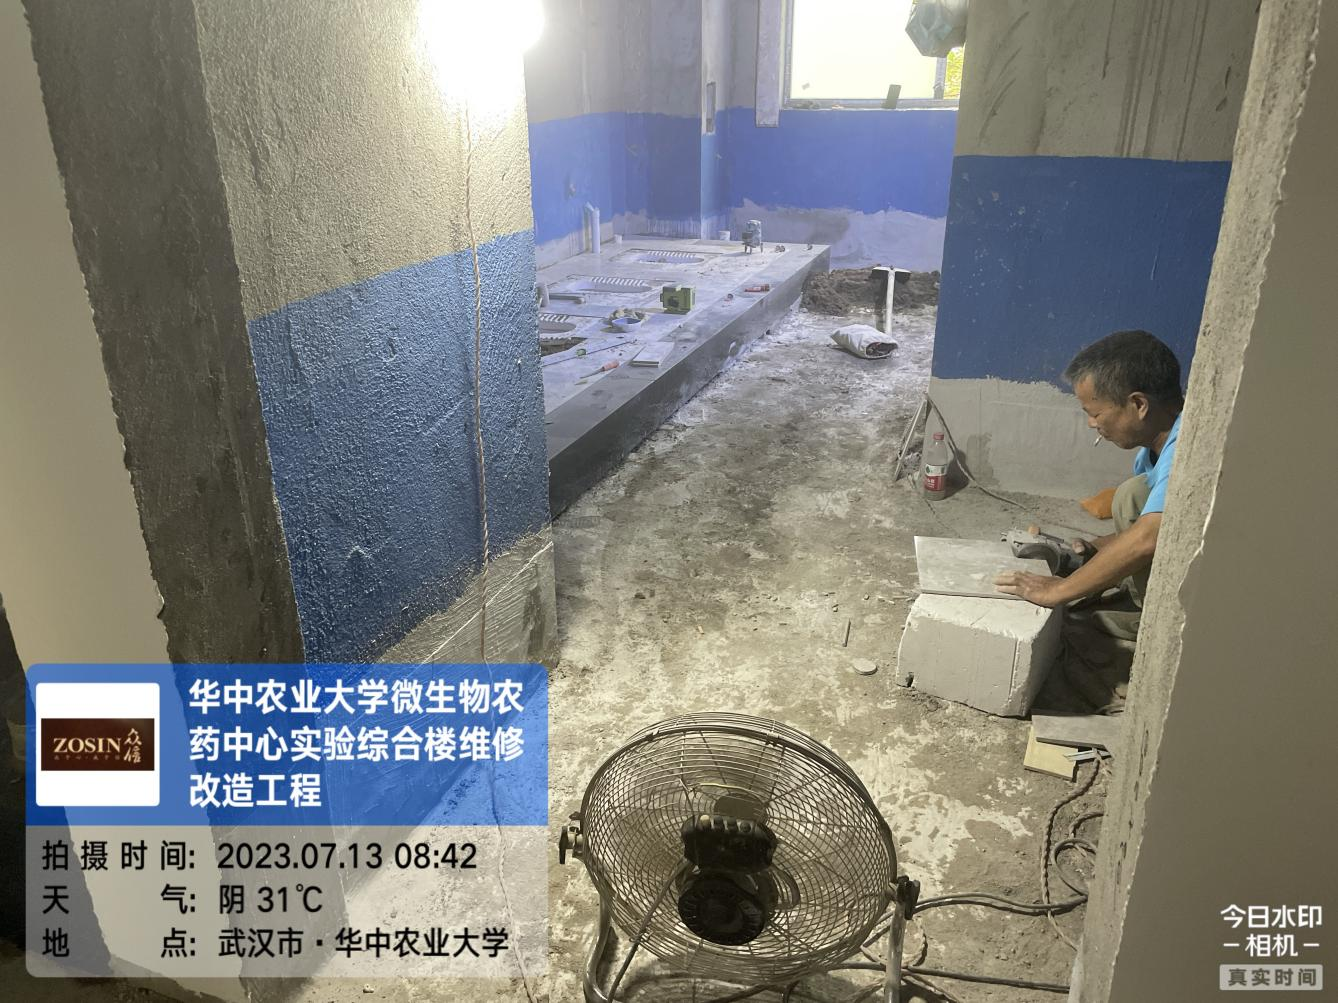 华中农业大学微生物农
药中心实验综合楼维修
改造工程
ZOSIN 众信
拍摄时间: 2023.07.13 08:42
天气: 阴 31℃
地点: 武汉市·华中农业大学
今日水印
-相机-
真实时间